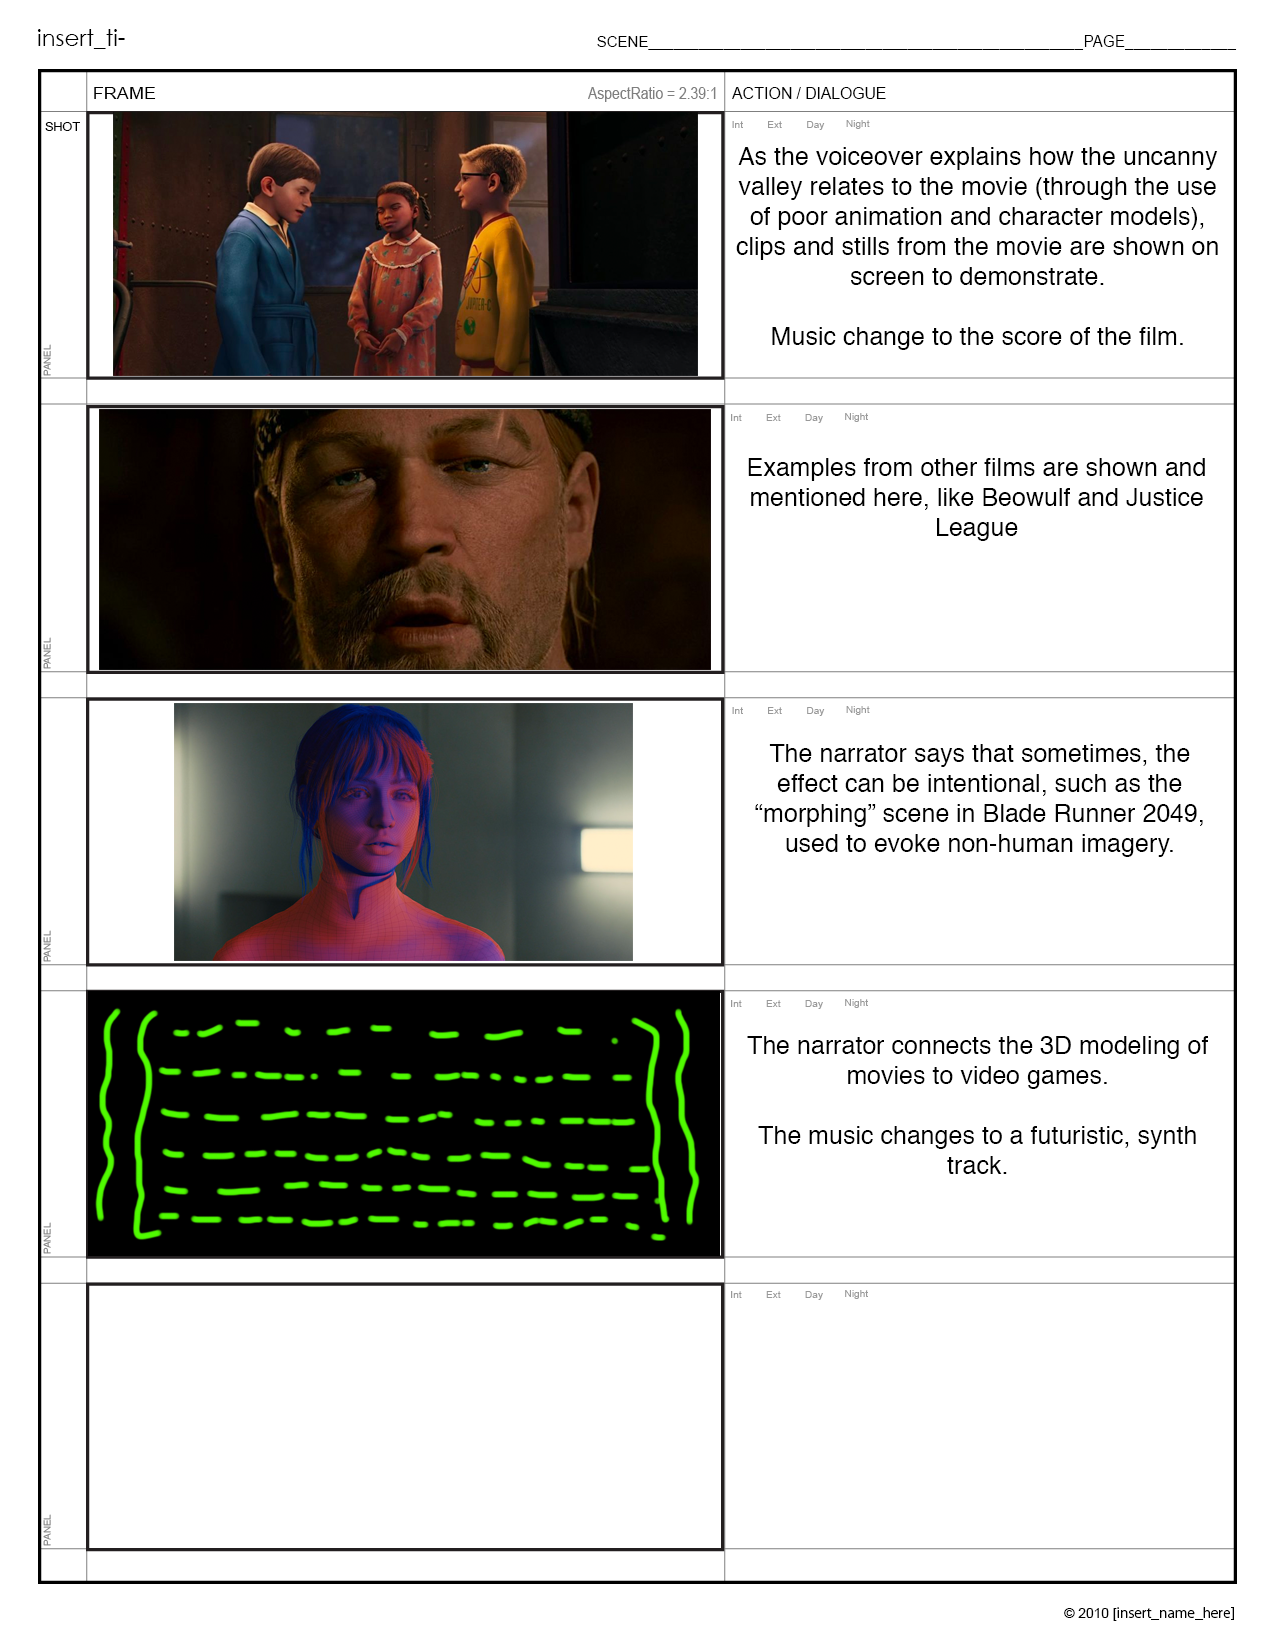 insert_ti-
SCENE____________________________________________PAGE____________
FRAME
AspectRatio = 2.39:1
ACTION / DIALOGUE
SHOT
PANEL
Int Ext Day Night
As the voiceover explains how the uncanny
valley relates to the movie (through the use
of poor animation and character models),
clips and stills from the movie are shown on
screen to demonstrate.
Music change to the score of the film.
JUPITER-C
PANEL
Int Ext Day Night
Examples from other films are shown and
mentioned here, like Beowulf and Justice
League
PANEL
Int Ext Day Night
The narrator says that sometimes, the
effect can be intentional, such as the
“morphing” scene in Blade Runner 2049,
used to evoke non-human imagery.
PANEL
Int Ext Day Night
The narrator connects the 3D modeling of
movies to video games.
The music changes to a futuristic, synth
track.
PANEL
Int Ext Day Night
© 2010 [insert_name_here]